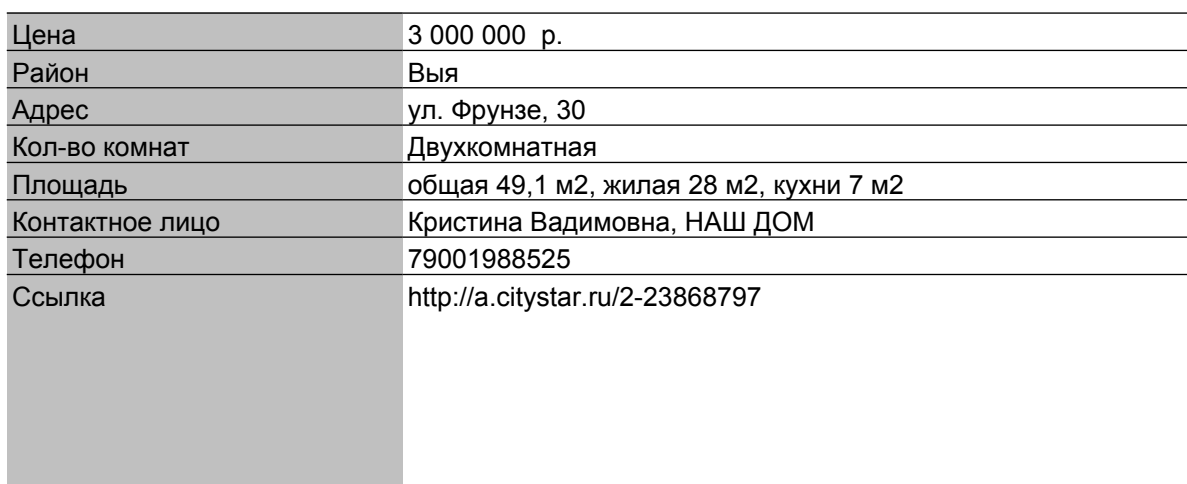 Цена 3 000 000 р.
Район Выя
Адрес ул. Фрунзе, 30
Кол-во комнат Двухкомнатная
Площадь общая 49,1 м2, жилая 28 м2, кухни 7 м2
Контактное лицо Кристина Вадимовна, НАШ ДОМ
Телефон 79001988525
Ссылка http://a.citystar.ru/2-23868797